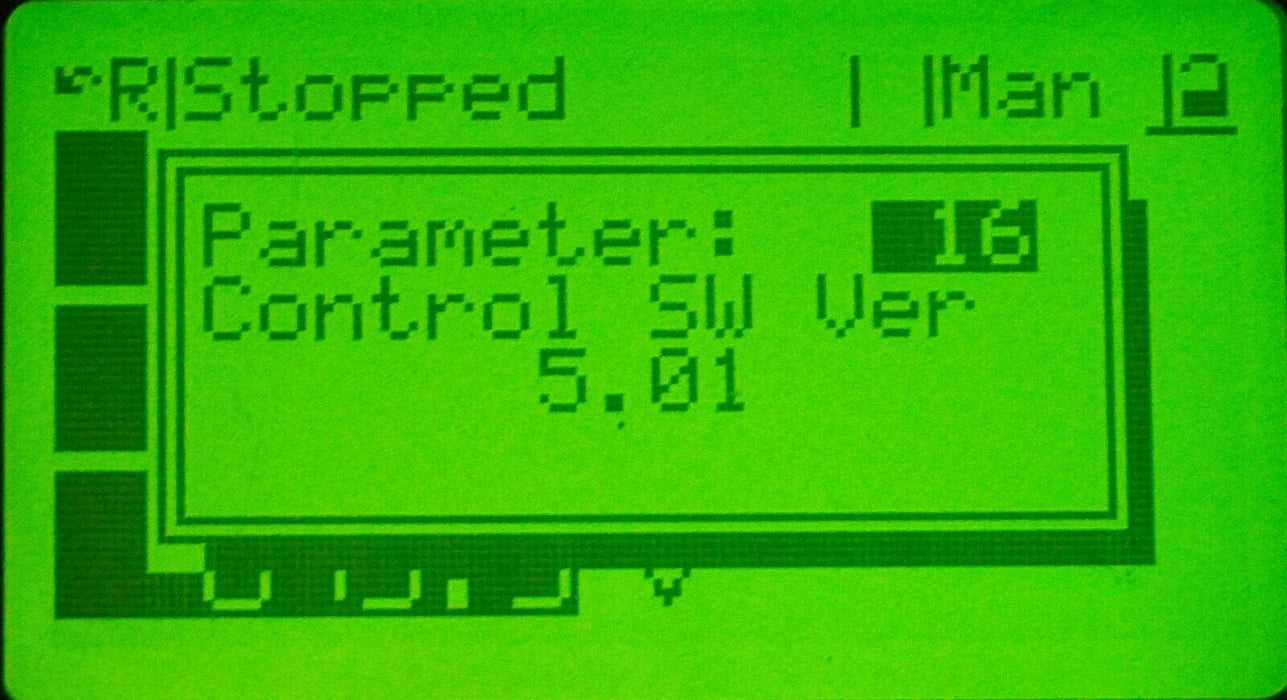 R|Stopped | |Man |
Parameter: 16
Control SW Ver
5.01